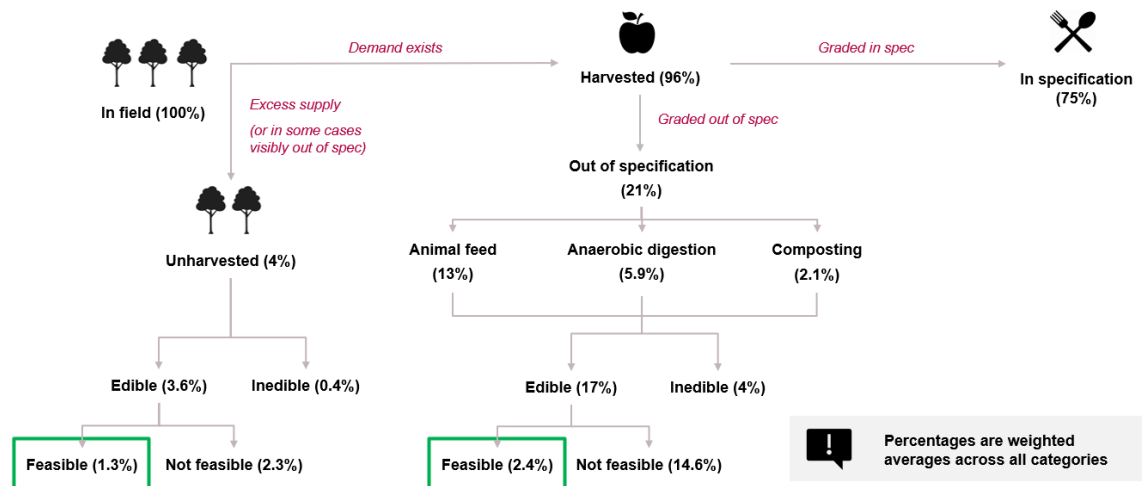 Demand exists
Graded in spec
Harvested (96%)
In specification
(75%)
In field (100%)
Excess supply
(or in some cases
visibly out of spec)
Graded out of spec
Out of specification
(21%)
Unharvested (4%)
Animal feed
(13%)
Anaerobic digestion
(5.9%)
Composting
(2.1%)
Edible (3.6%)
Inedible (0.4%)
Edible (17%)
Inedible (4%)
Feasible (1.3%)
Not feasible (2.3%)
Feasible (2.4%)
Not feasible (14.6%)
!
Percentages are weighted
averages across all categories